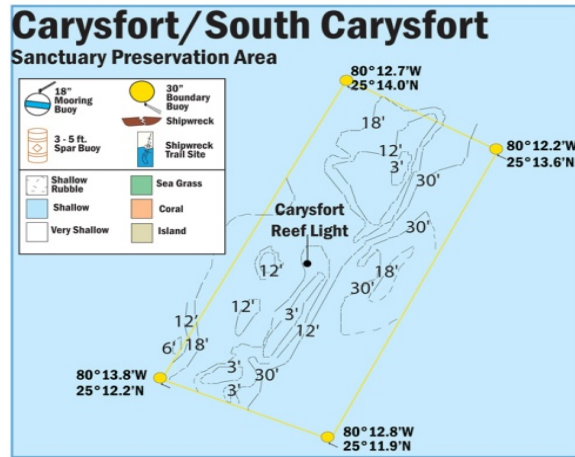 Carysfort/South Carysfort
Sanctuary Preservation Area
18"
Mooring
Buoy
30"
Boundary
Buoy
3 - 5 ft.
Spar Buoy
Shipwreck
Shipwreck
Trail Site
Shallow
Rubble
Sea Grass
Shallow
Coral
Very Shallow
Island
80°12.7'W
25°14.0'N
80°12.2'W
25°13.6'N
18'
12'
3'
30'
Carysfort
Reef Light
30'
12'
18'
30'
12'
3'
12'
12'
6'
18'
3'
30'
3'
80°13.8'W
25°12.2'N
80°12.8'W
25°11.9'N